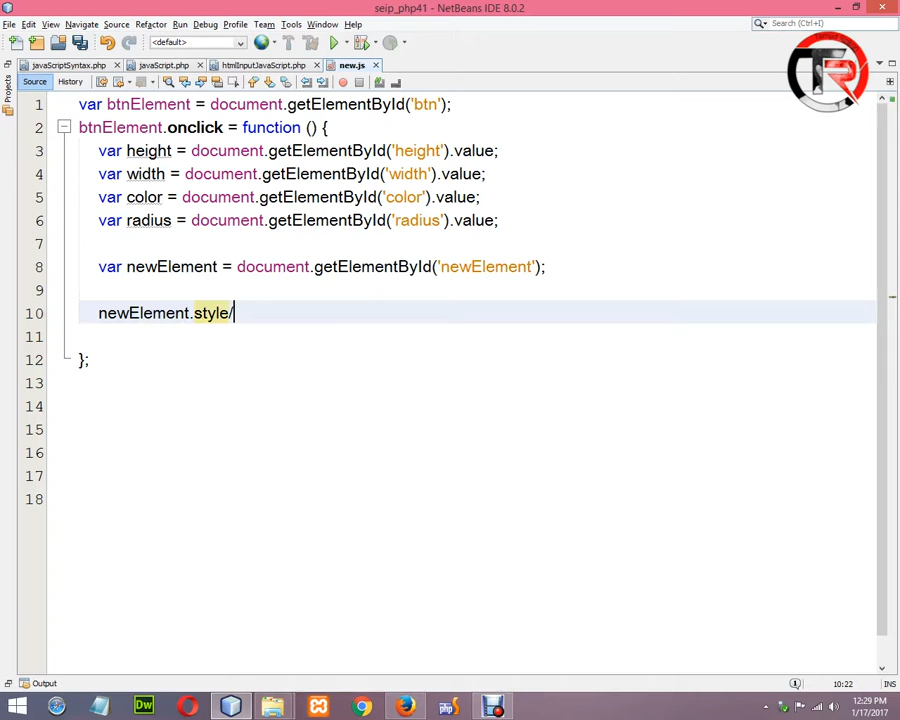 seip_php41 - NetBeans IDE 8.0.2
File Edit View Navigate Source Refactor Run Debug Profile Team Tools Window Help
<default>
Search (Ctrl+I)
javaScriptSyntax.php
javaScript.php
htmlInputJavaScript.php
new.js
Source
History
Projects
TR
1 var btnElement = document.getElementById('btn');
2 btnElement.onclick = function () {
3 var height = document.getElementById('height').value;
4 var width = document.getElementById('width').value;
5 var color = document.getElementById('color').value;
6 var radius = document.getElementById('radius').value;
7
8 var newElement = document.getElementById('newElement');
9
10 newElement.style/
11
12 };
13
14
15
16
17
18
Output
10:22
INS
Dw
php
12:29 PM
1/17/2017